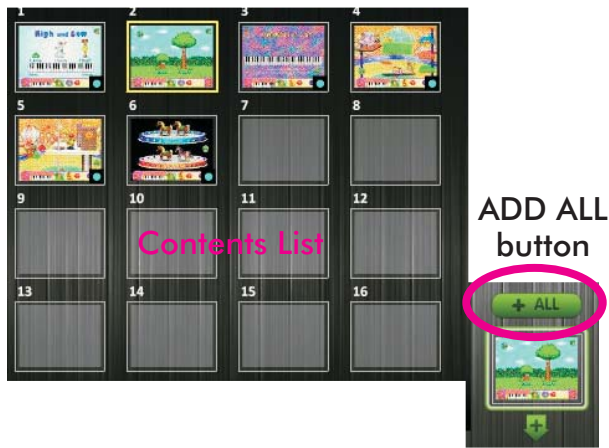 1 2 3 4
High and Low
5 6 7 8
9 10 11 12
Contents List
13 14 15 16
ADD ALL
button
+ ALL